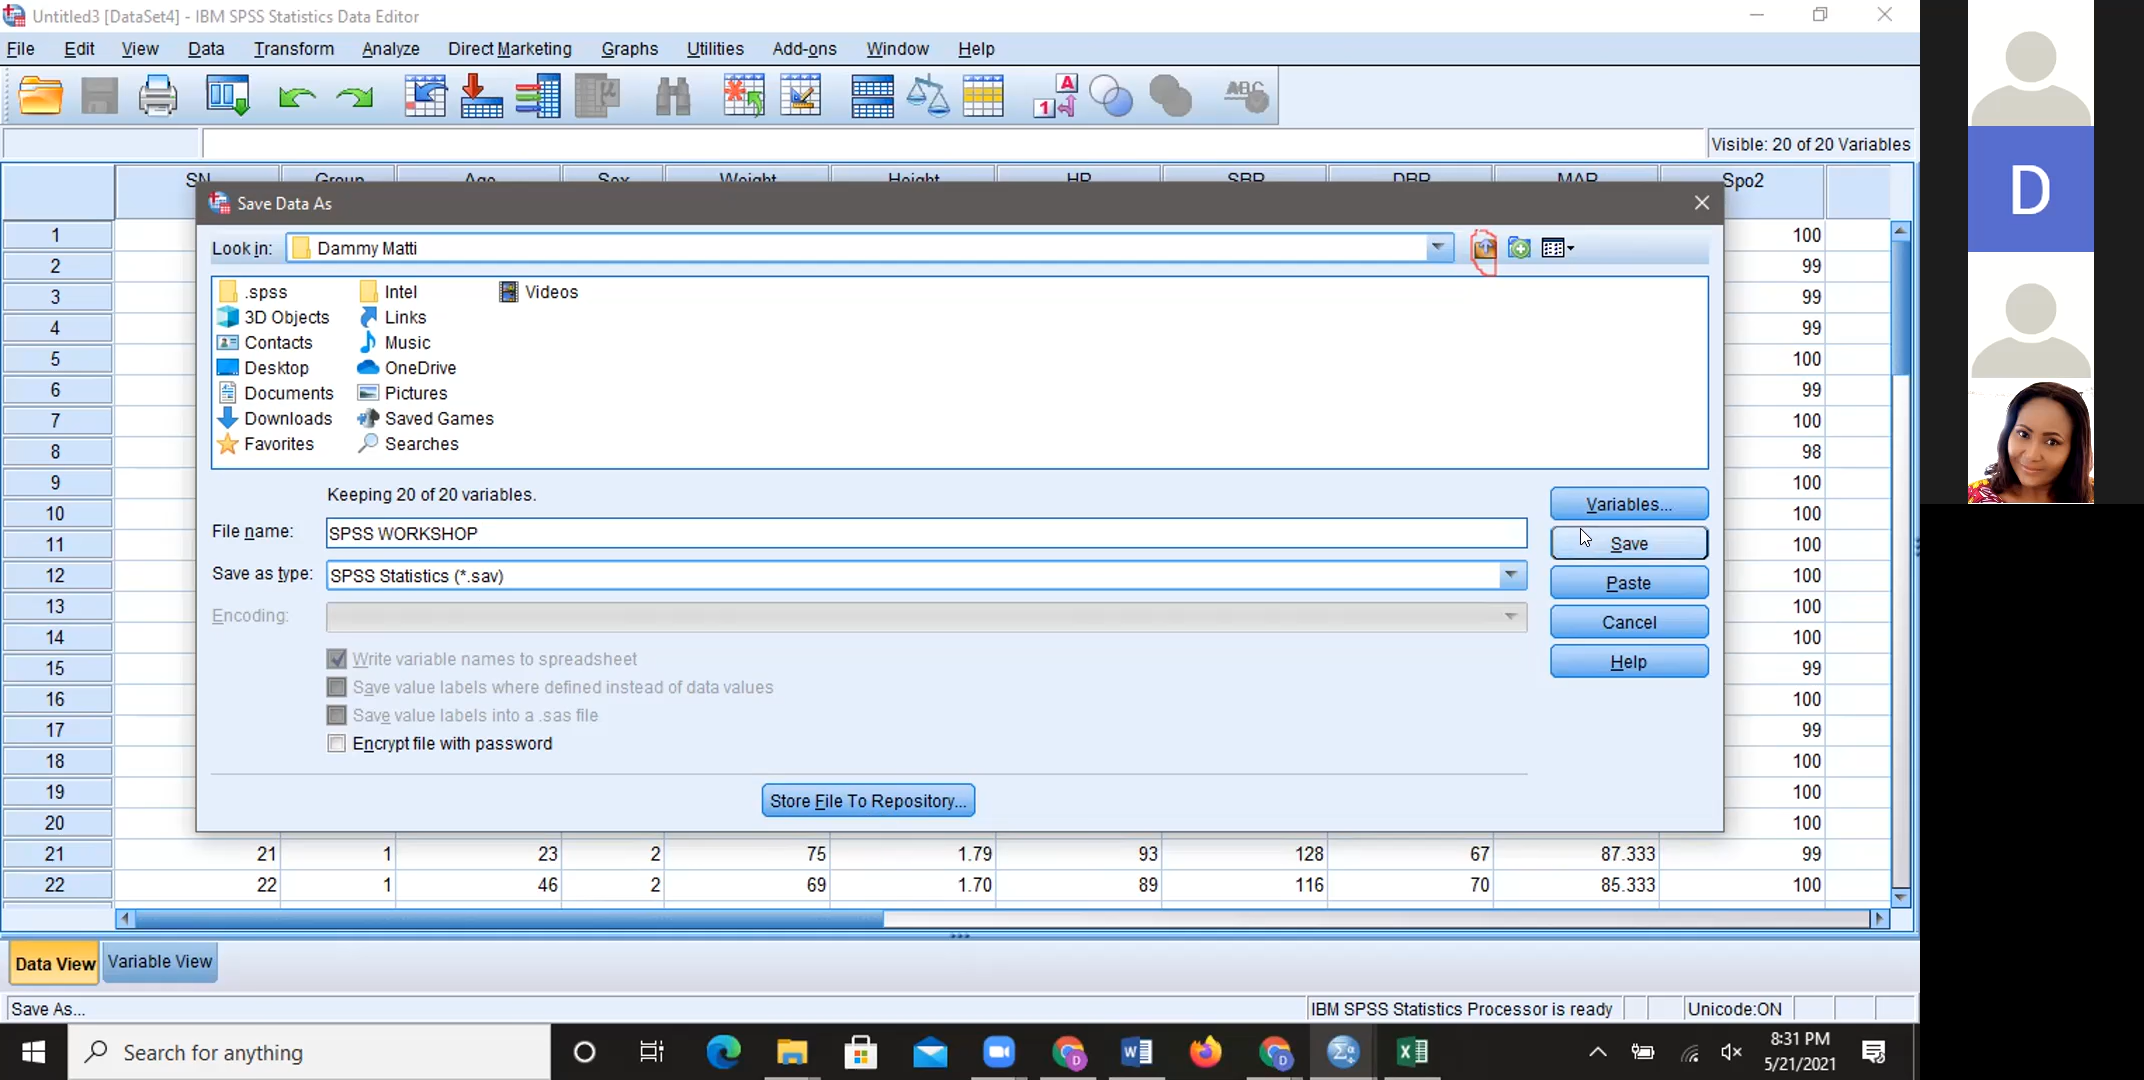 Untitled3 [DataSet4] - IBM SPSS Statistics Data Editor
File Edit View Data Transform Analyze Direct Marketing Graphs Utilities Add-ons Window Help
Visible: 20 of 20 Variables
SN Group Age Sex Weight Height HR SBP DBP MAP Spo2
Save Data As
Look in: Dammy Matti
.spss Intel Videos
3D Objects Links
Contacts Music
Desktop OneDrive
Documents Pictures
Downloads Saved Games
Favorites Searches
Keeping 20 of 20 variables.
File name: SPSS WORKSHOP
Save as type: SPSS Statistics (*.sav)
Encoding:
Write variable names to spreadsheet
Save value labels where defined instead of data values
Save value labels into a .sas file
Encrypt file with password
Variables...
Save
Paste
Cancel
Help
Store File To Repository...
1 100
2 99
3 99
4 99
5 100
6 99
7 100
8 98
9 100
10 100
11 100
12 100
13 100
14 100
15 99
16 100
17 99
18 100
19 100
20 100
21 21 1 23 2 75 1.79 93 128 67 87.333 99
22 22 1 46 2 69 1.70 89 116 70 85.333 100
Data View Variable View
Save As... IBM SPSS Statistics Processor is ready Unicode:ON
Search for anything
8:31 PM
5/21/2021
D